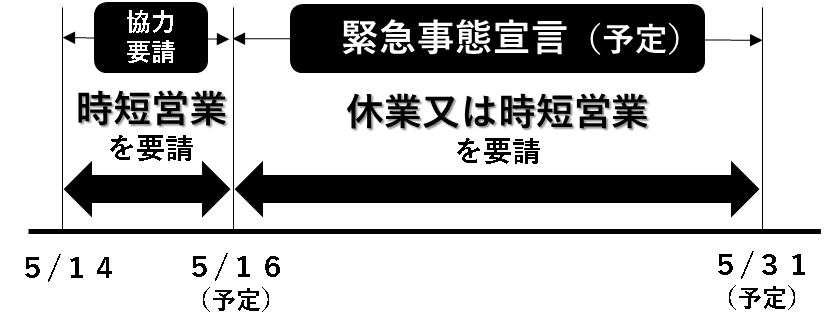 協力
要請
緊急事態宣言（予定）
時短営業
を要請
休業又は時短営業
を要請
５/１４
５/１６
（予定）
５/３１
（予定）